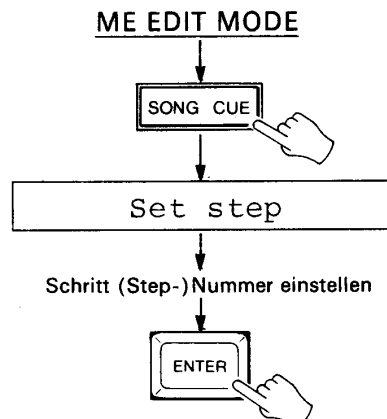 ME EDIT MODE
SONG CUE
Set step
Schritt (Step-)Nummer einstellen
ENTER